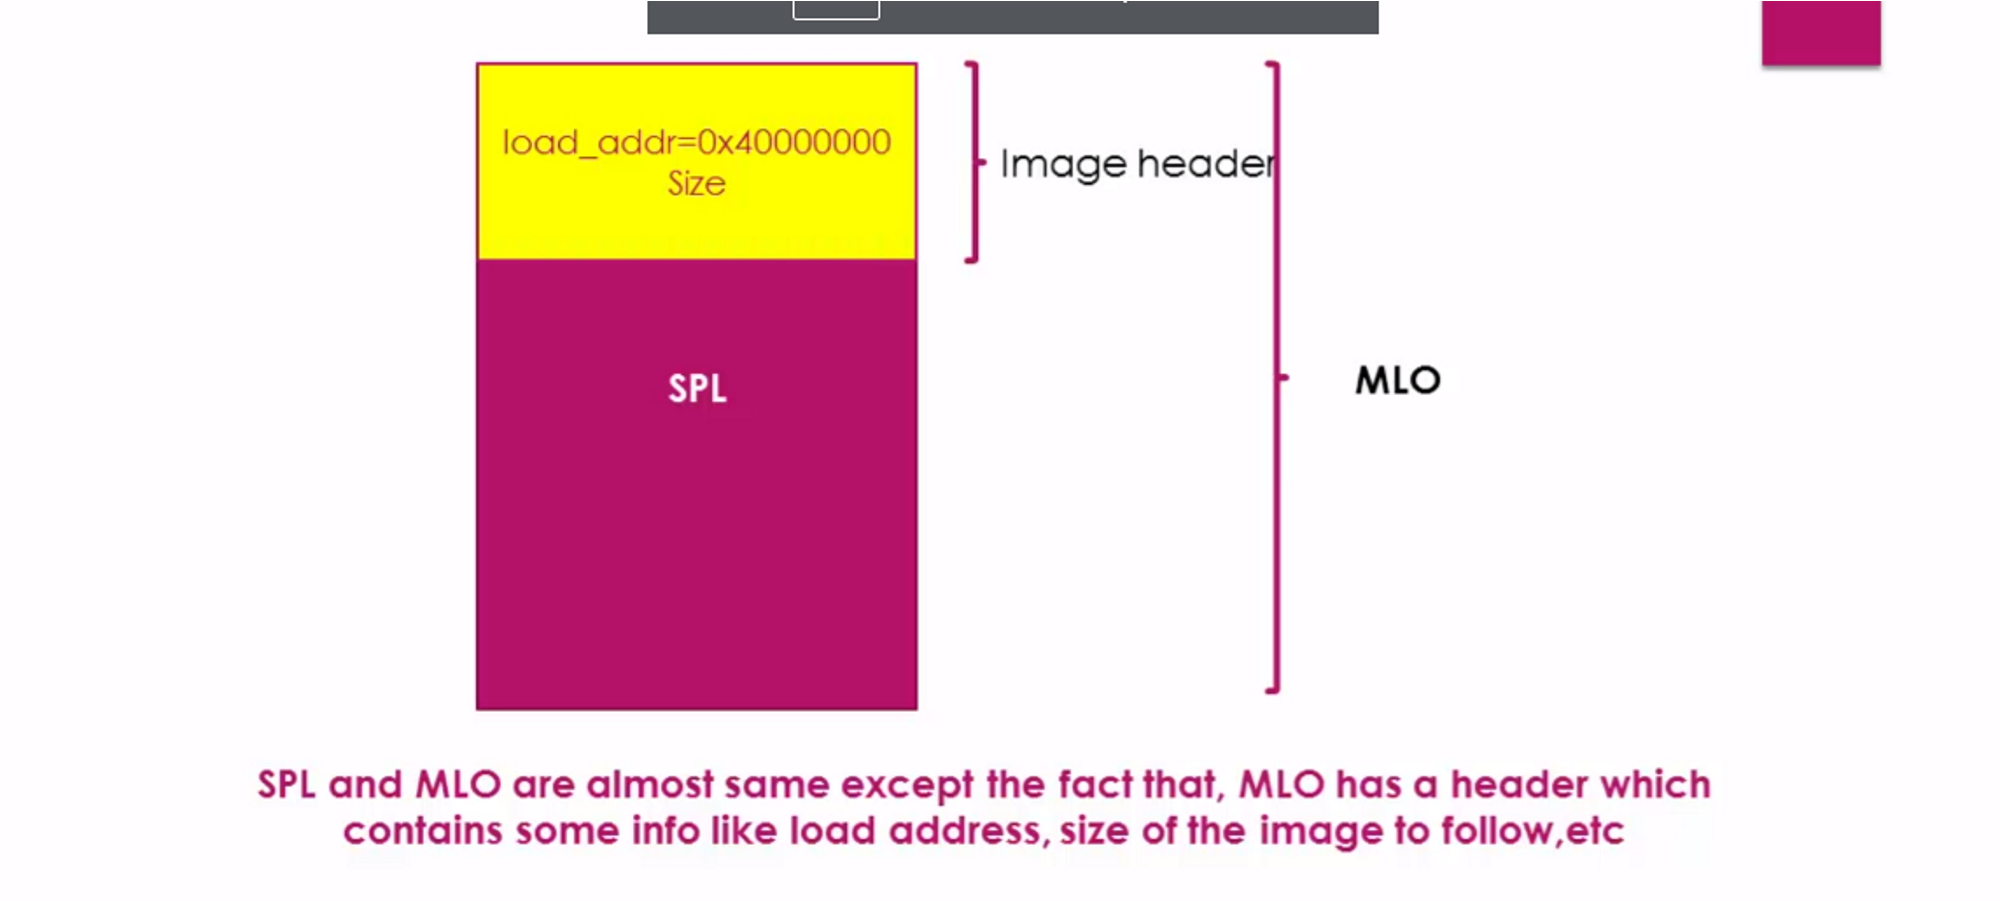 load_addr=0x40000000
Size
Image header
SPL
MLO
SPL and MLO are almost same except the fact that, MLO has a header which
contains some info like load address, size of the image to follow,etc